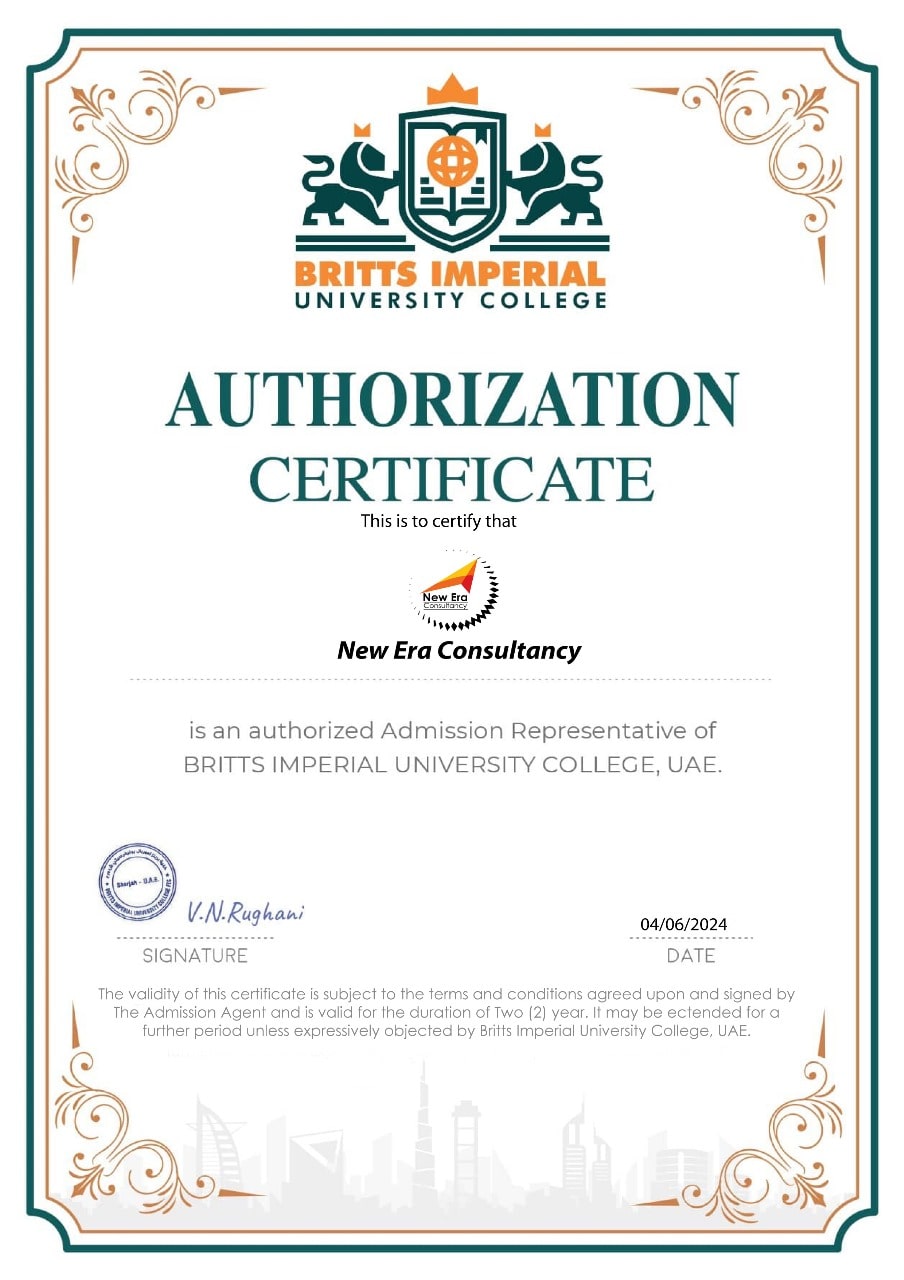 BRITTS IMPERIAL
UNIVERSITY COLLEGE
AUTHORIZATION
CERTIFICATE
This is to certify that
New Era
Consultancy
New Era Consultancy
is an authorized Admission Representative of
BRITTS IMPERIAL UNIVERSITY COLLEGE, UAE.
Sharjah - U.A.E.
BRITTS IMPERIAL UNIVERSITY COLLEGE FZE
V.N.Rughani
04/06/2024
SIGNATURE
DATE
The validity of this certificate is subject to the terms and conditions agreed upon and signed by
The Admission Agent and is valid for the duration of Two (2) year. It may be ectended for a
further period unless expressively objected by Britts Imperial University College, UAE.